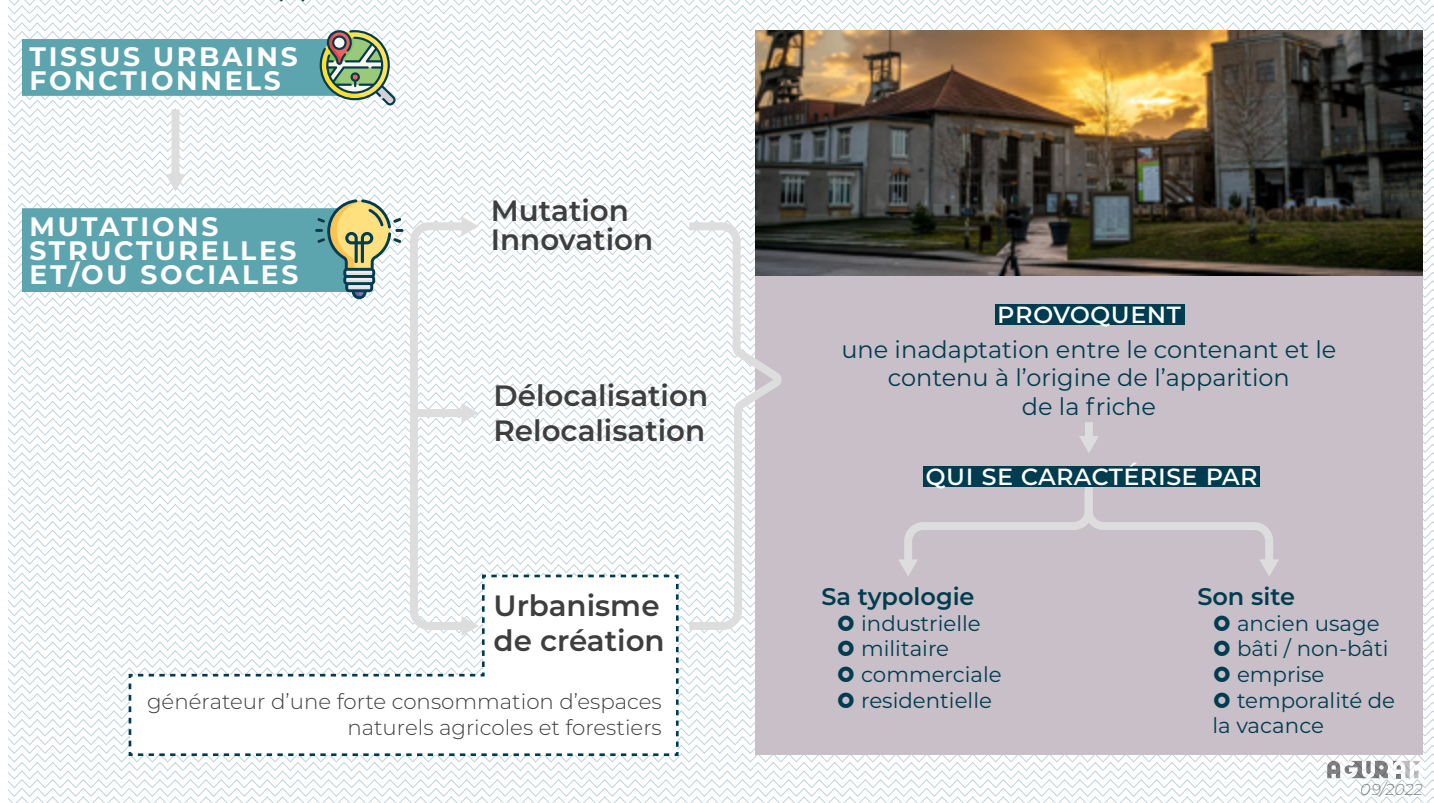 TISSUS URBAINS
FONCTIONNELS
MUTATIONS
STRUCTURELLES
ET/OU SOCIALES
Mutation
Innovation
Délocalisation
Relocalisation
Urbanisme
de création
générateur d’une forte consommation d’espaces
naturels agricoles et forestiers
PROVOQUENT
une inadaptation entre le contenant et le
contenu à l’origine de l’apparition
de la friche
QUI SE CARACTÉRISE PAR
Sa typologie
industrielle
militaire
commerciale
residentielle
Son site
ancien usage
bâti / non-bâti
emprise
temporalité de
la vacance
09/2022